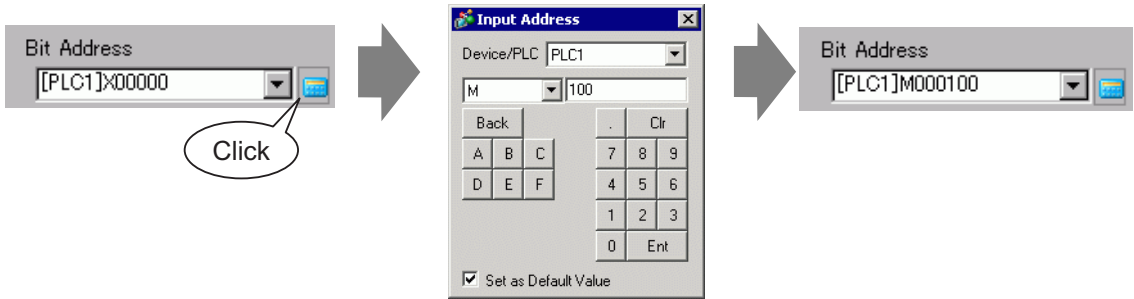 Bit Address
[PLC1]X00000
Click
Input Address
Device/PLC PLC1
M 100
Back . Clr
A B C 7 8 9
D E F 4 5 6
1 2 3
0 Ent
Set as Default Value
Bit Address
[PLC1]M000100